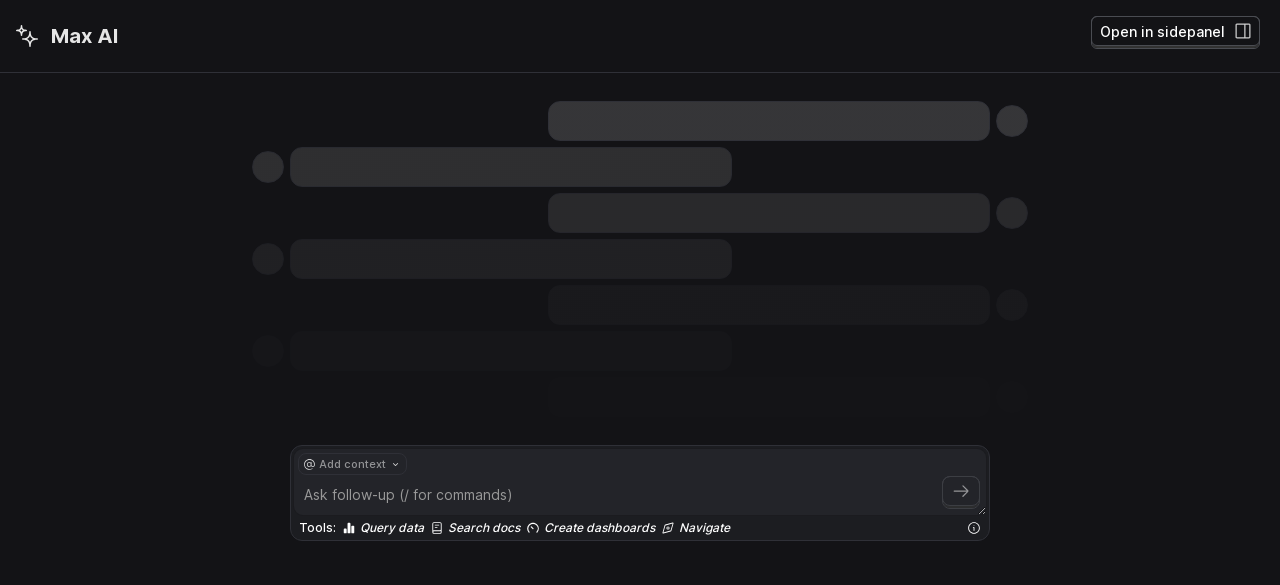 Max AI
Open in sidepanel
@ Add context
Ask follow-up (/ for commands)
Tools: Query data Search docs Create dashboards Navigate